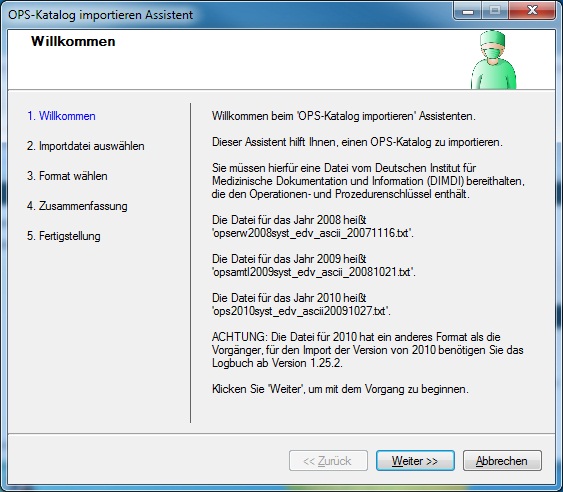 OPS-Katalog importieren Assistent
Willkommen
1. Willkommen
2. Importdatei auswählen
3. Format wählen
4. Zusammenfassung
5. Fertigstellung
Willkommen beim 'OPS-Katalog importieren' Assistenten.
Dieser Assistent hilft Ihnen, einen OPS-Katalog zu importieren.
Sie müssen hierfür eine Datei vom Deutschen Institut für
Medizinische Dokumentation und Information (DIMDI) bereithalten,
die den Operationen- und Prozedurenschlüssel enthält.
Die Datei für das Jahr 2008 heißt
'opserw2008syst_edv_ascii_20071116.txt'.
Die Datei für das Jahr 2009 heißt
'opsamtl2009syst_edv_ascii_20081021.txt'.
Die Datei für das Jahr 2010 heißt
'ops2010syst_edv_ascii20091027.txt'.
ACHTUNG: Die Datei für 2010 hat ein anderes Format als die
Vorgänger, für den Import der Version von 2010 benötigen Sie das
Logbuch ab Version 1.25.2.
Klicken Sie 'Weiter', um mit dem Vorgang zu beginnen.
<< Zurück
Weiter >>
Abbrechen